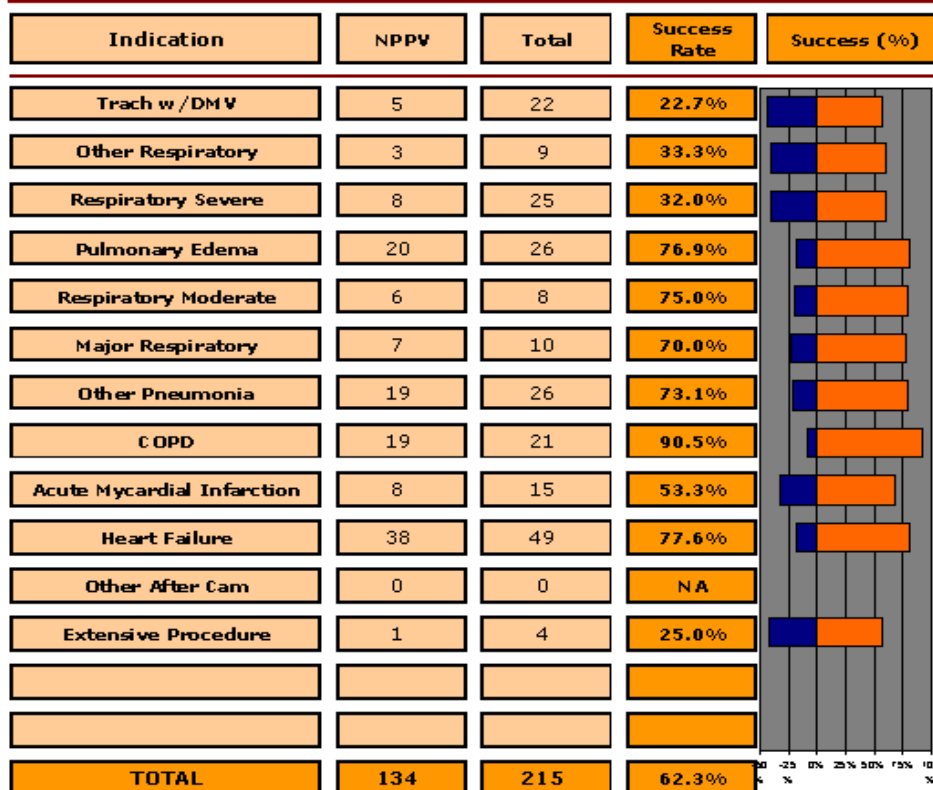 Indication NPPV Total Success Rate Success (%)
Trach w/DMV 5 22 22.7%
Other Respiratory 3 9 33.3%
Respiratory Severe 8 25 32.0%
Pulmonary Edema 20 26 76.9%
Respiratory Moderate 6 8 75.0%
Major Respiratory 7 10 70.0%
Other Pneumonia 19 26 73.1%
COPD 19 21 90.5%
Acute Mycardial Infarction 8 15 53.3%
Heart Failure 38 49 77.6%
Other After Cam 0 0 NA
Extensive Procedure 1 4 25.0%
TOTAL 134 215 62.3%
-25 % 0% 25% 50% 75%